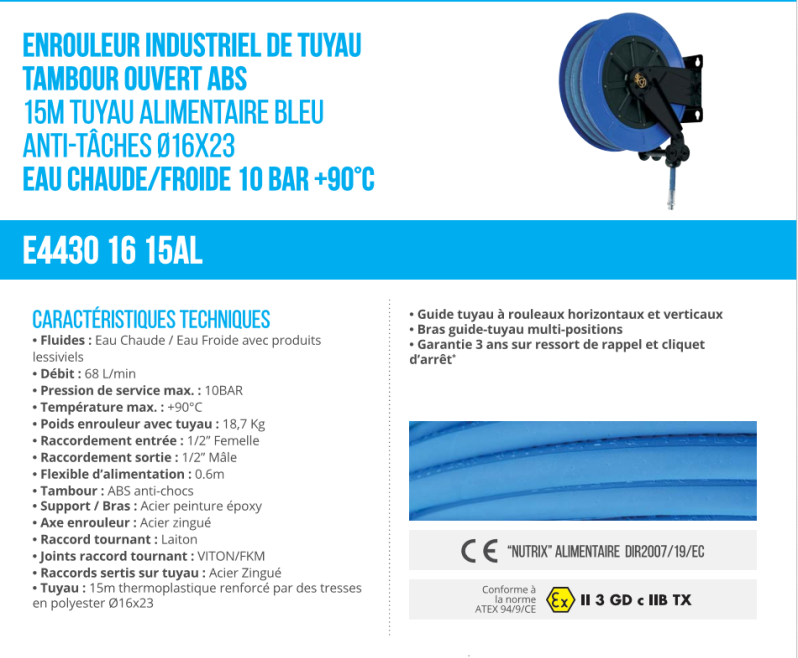 ENROULEUR INDUSTRIEL DE TUYAU
TAMBOUR OUVERT ABS
15M TUYAU ALIMENTAIRE BLEU
ANTI-TÂCHES Ø16X23
EAU CHAUDE/FROIDE 10 BAR +90°C
E4430 16 15AL
CARACTÉRISTIQUES TECHNIQUES
• Fluides : Eau Chaude / Eau Froide avec produits
lessiviels
• Débit : 68 L/min
• Pression de service max. : 10BAR
• Température max. : +90°C
• Poids enrouleur avec tuyau : 18,7 Kg
• Raccordement entrée : 1/2’’ Femelle
• Raccordement sortie : 1/2’’ Mâle
• Flexible d’alimentation : 0.6m
• Tambour : ABS anti-chocs
• Support / Bras : Acier peinture époxy
• Axe enrouleur : Acier zingué
• Raccord tournant : Laiton
• Joints raccord tournant : VITON/FKM
• Raccords sertis sur tuyau : Acier Zingué
• Tuyau : 15m thermoplastique renforcé par des tresses
en polyester Ø16x23
• Guide tuyau à rouleaux horizontaux et verticaux
• Bras guide-tuyau multi-positions
• Garantie 3 ans sur ressort de rappel et cliquet
d’arrêt*
CE “NUTRIX” ALIMENTAIRE DIR2007/19/EC
Conforme à
la norme
ATEX 94/9/CE
Ex II 3 GD c IIB TX